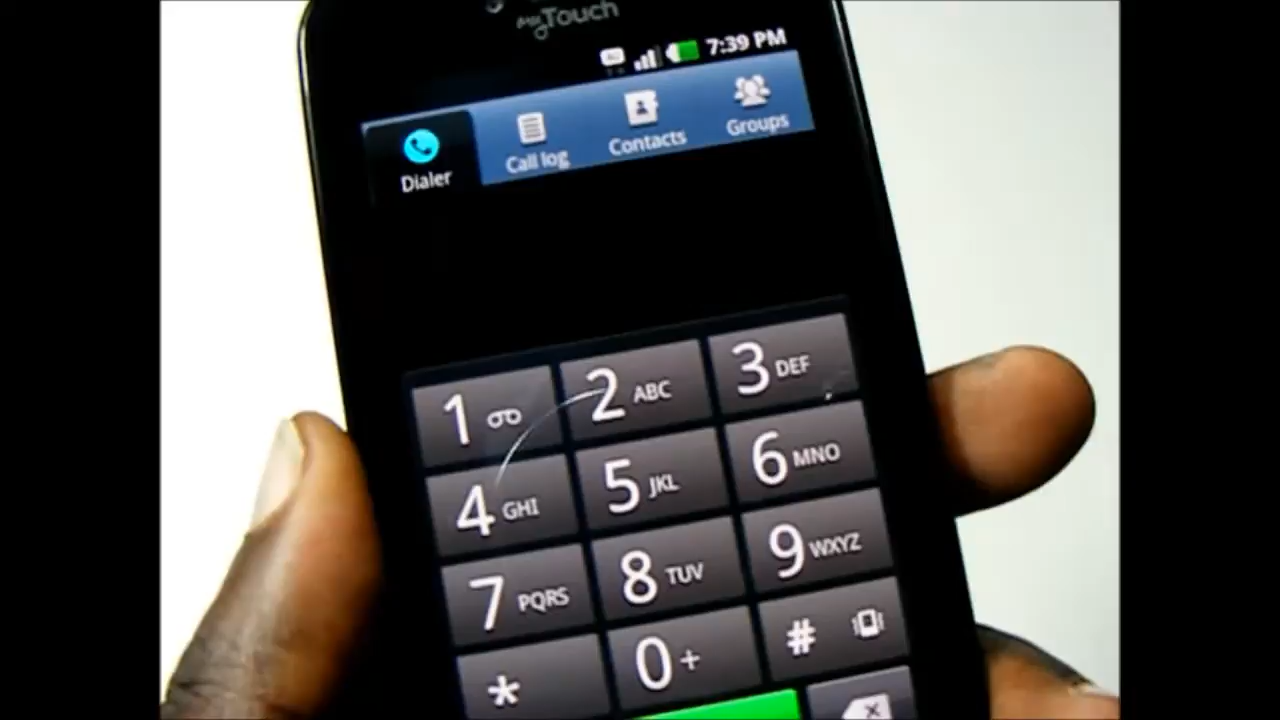 myTouch
7:39 PM
Dialer Call log Contacts Groups
1 2 ABC 3 DEF
4 GHI 5 JKL 6 MNO
7 PQRS 8 TUV 9 WXYZ
* 0 + #